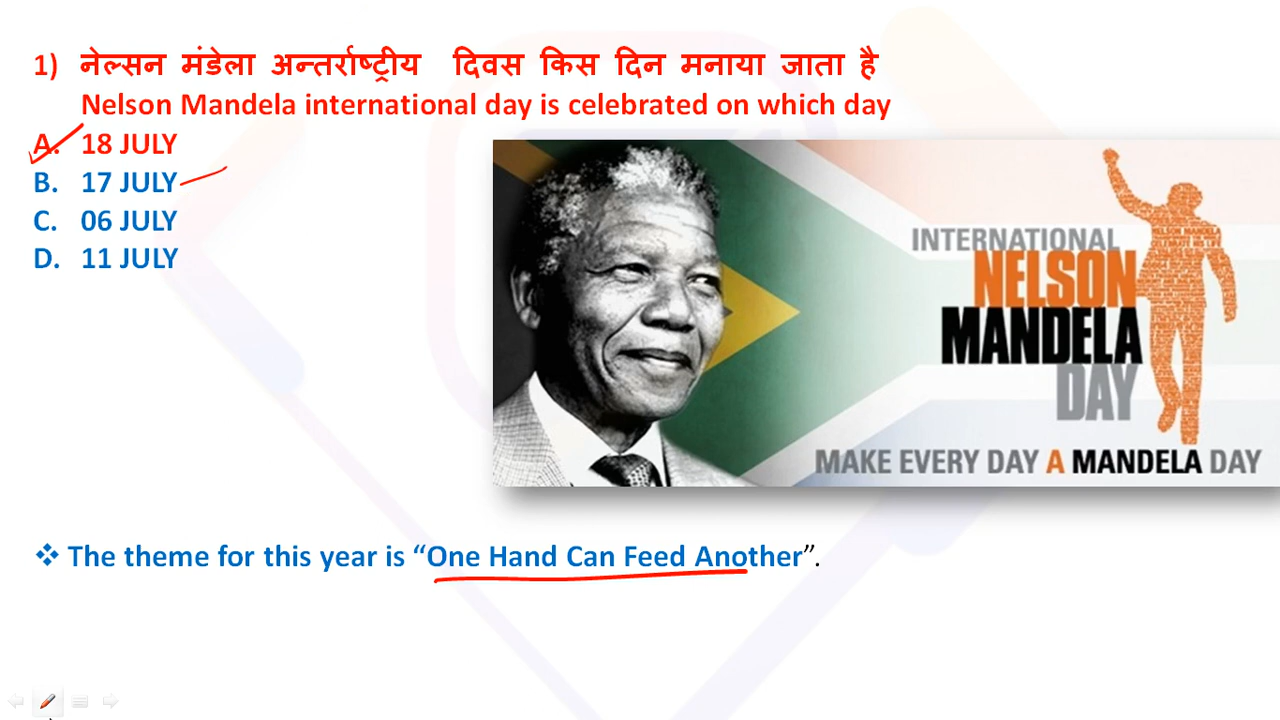 1) नेल्सन मंडेला अन्तर्राष्ट्रीय दिवस किस दिन मनाया जाता है
Nelson Mandela international day is celebrated on which day
A. 18 JULY
B. 17 JULY
C. 06 JULY
D. 11 JULY
INTERNATIONAL
NELSON
MANDELA
DAY
MAKE EVERY DAY A MANDELA DAY
❖ The theme for this year is “One Hand Can Feed Another”.